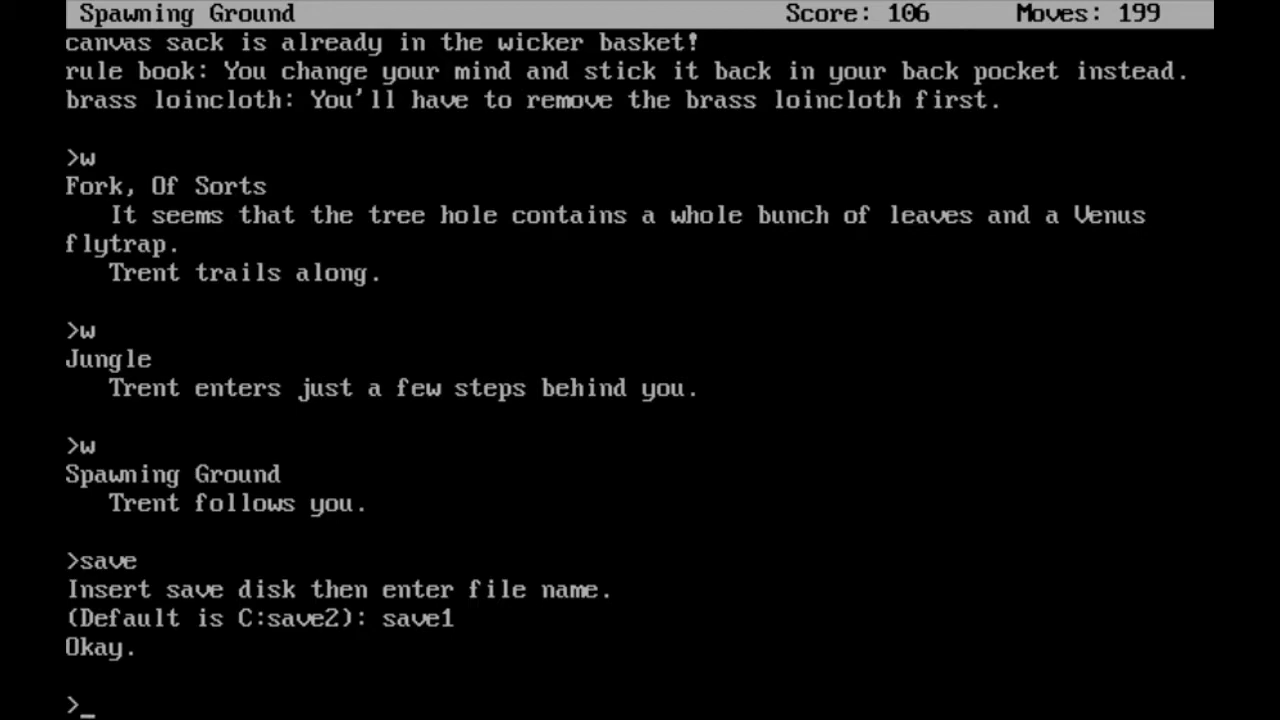 Spawning Ground Score: 106 Moves: 199
canvas sack is already in the wicker basket!
rule book: You change your mind and stick it back in your back pocket instead.
brass loincloth: You'll have to remove the brass loincloth first.
>w
Fork, Of Sorts
It seems that the tree hole contains a whole bunch of leaves and a Venus
flytrap.
Trent trails along.
>w
Jungle
Trent enters just a few steps behind you.
>w
Spawning Ground
Trent follows you.
>save
Insert save disk then enter file name.
(Default is C:save2): save1
Okay.
>_